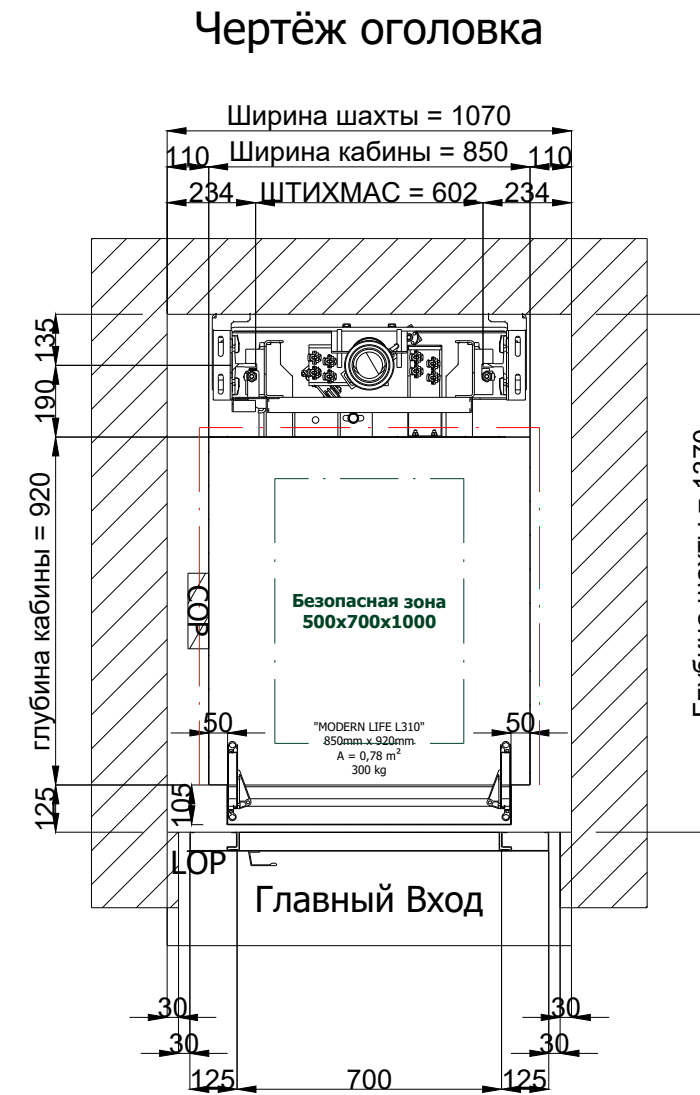 Чертёж оголовка
Ширина шахты = 1070
110 Ширина кабины = 850 110
234 ШТИХМАС = 602 234
135
190
глубина кабины = 920
125
COP
Безопасная зона
500x700x1000
50 50
"MODERN LIFE L310"
850mm x 920mm
A = 0,78 m²
300 kg
105
LOP
Главный Вход
30 30
30 30
125 700 125